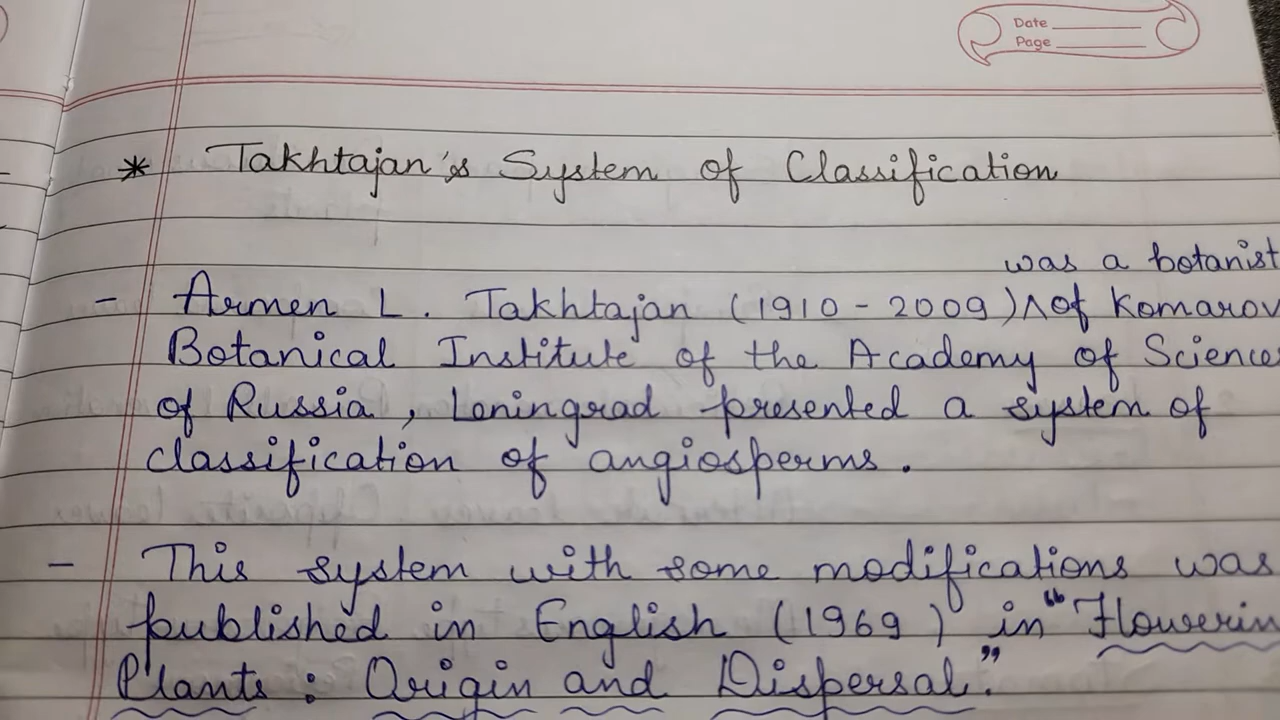 Date
Page
* Takhtajan's System of Classification
was a botanist
- Armen L. Takhtajan (1910 - 2009) ^ of Komarov
Botanical Institute of the Academy of Science
of Russia, Leningrad presented a system of
classification of angiosperms.
- This system with some modifications was
published in English (1969) in "Flowerin
Plants : Origin and Dispersal."